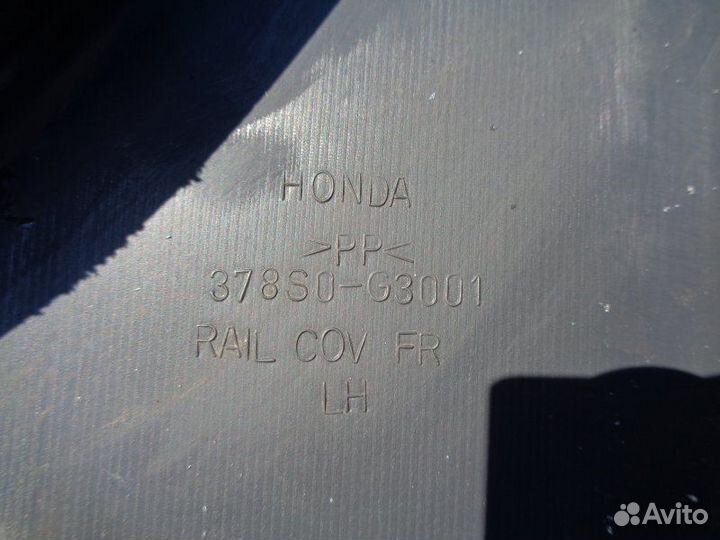 HONDA
>PP<
378S0-G3001
RAIL COV FR
LH
Avito